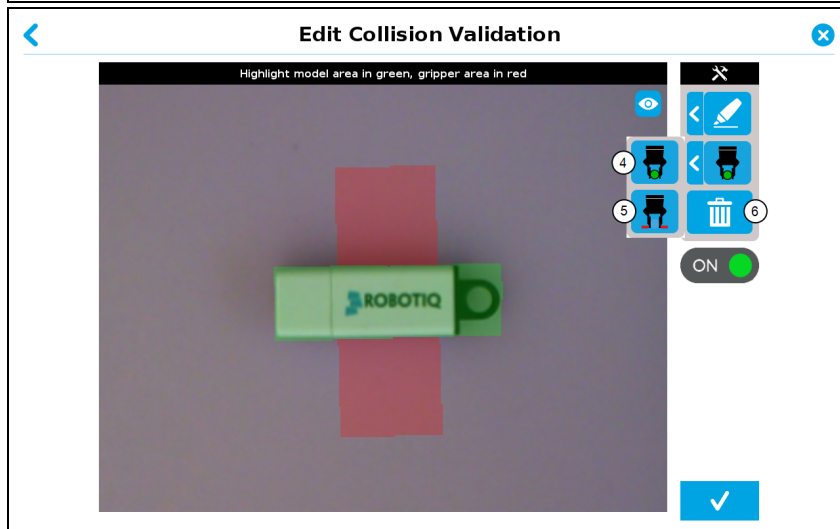 Edit Collision Validation
Highlight model area in green, gripper area in red
4
5
6
ROBOTIQ
ON